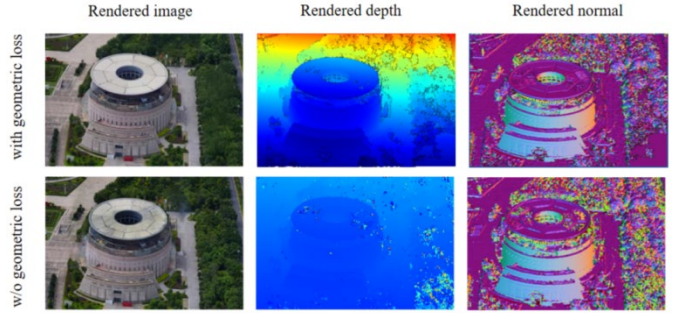 Rendered image Rendered depth Rendered normal
with geometric loss
w/o geometric loss